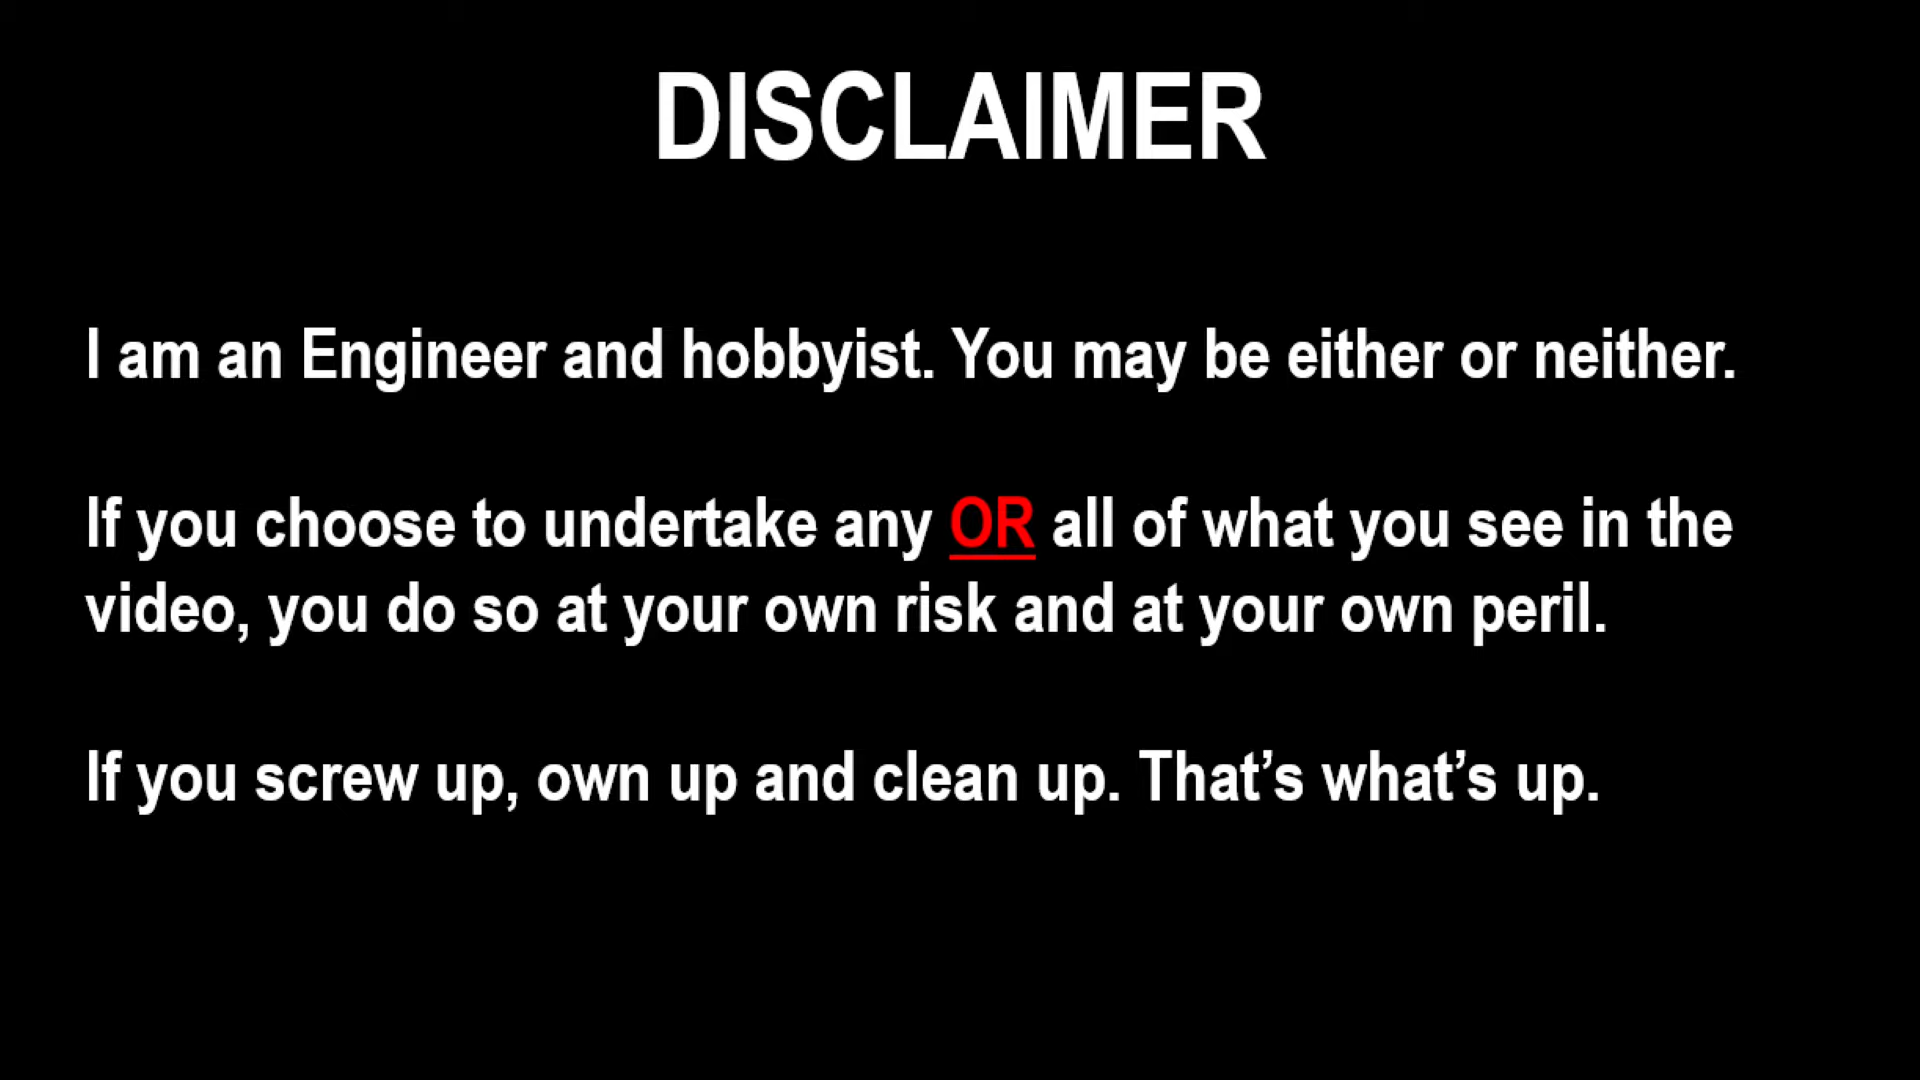 DISCLAIMER
I am an Engineer and hobbyist. You may be either or neither.
If you choose to undertake any OR all of what you see in the
video, you do so at your own risk and at your own peril.
If you screw up, own up and clean up. That’s what’s up.